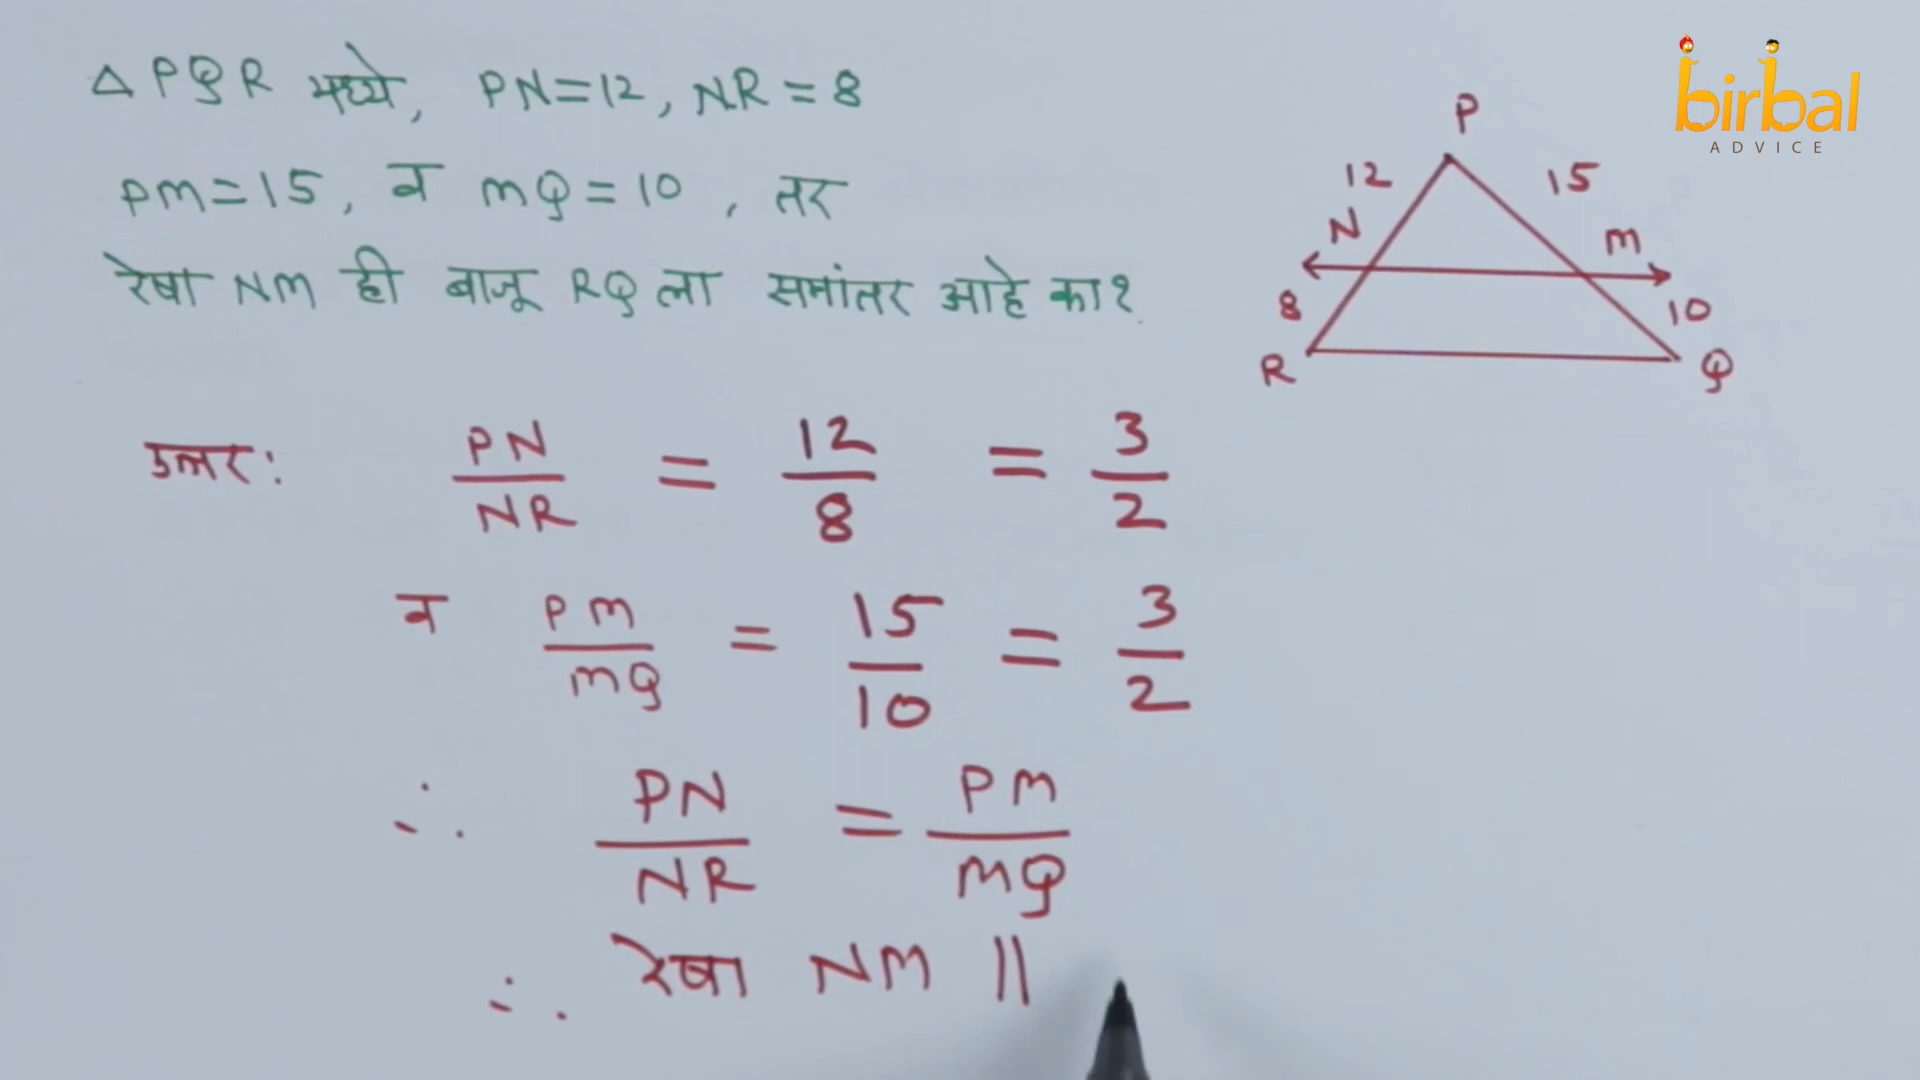 △ PQR मध्ये, PN=12, NR = 8
PM=15, व MQ=10, तर
रेषा NM ही बाजू RQ ला समांतर आहे का?
birbal
ADVICE
P
12
15
N
M
8
10
R
Q
उत्तर: PN/NR = 12/8 = 3/2
व PM/MQ = 15/10 = 3/2
∴ PN/NR = PM/MQ
∴ रेषा NM ||